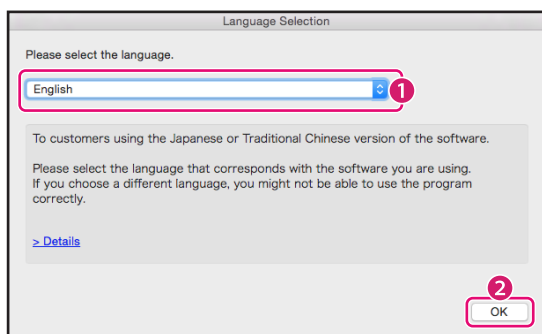 Language Selection
Please select the language.
English
1
To customers using the Japanese or Traditional Chinese version of the software.
Please select the language that corresponds with the software you are using.
If you choose a different language, you might not be able to use the program
correctly.
> Details
2
OK